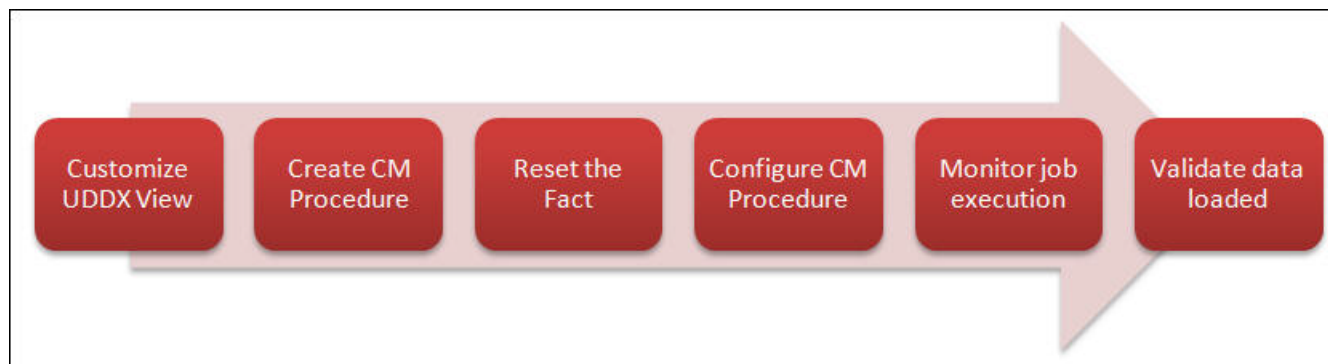 Customize
UDDX View
Create CM
Procedure
Reset the
Fact
Configure CM
Procedure
Monitor job
execution
Validate data
loaded